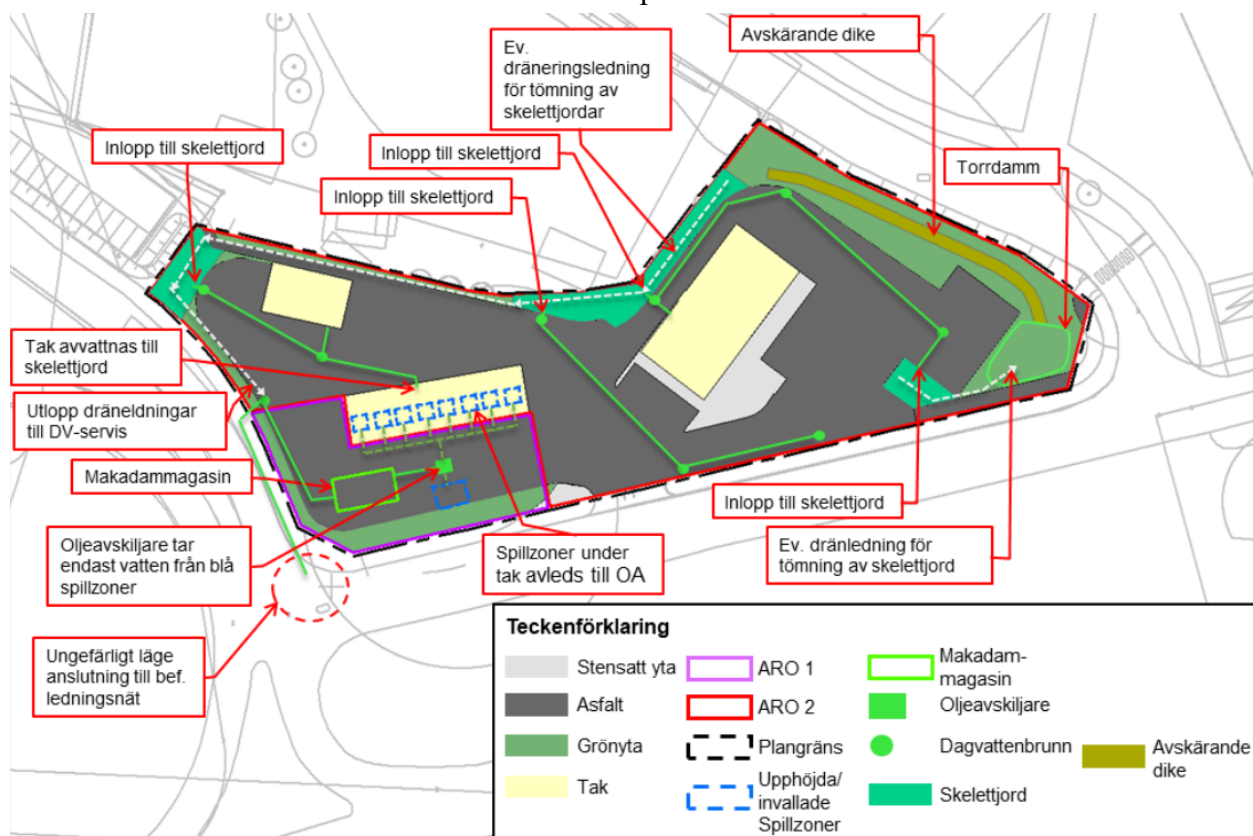 Ev.
dräneringsledning
för tömning av
skelettjordar
Avskärande dike
Inlopp till skelettjord
Inlopp till skelettjord
Inlopp till skelettjord
Torrdamm
Tak avvattnas till
skelettjord
Utlopp dräneldningar
till DV-servis
Makadammagasin
Oljeavskiljare tar
endast vatten från blå
spillzoner
Ungefärligt läge
anslutning till bef.
ledningsnät
Spillzoner under
tak avleds till OA
Inlopp till skelettjord
Ev. dränledning för
tömning av skelettjord
Teckenförklaring
Stensatt yta
Asfalt
Grönyta
Tak
ARO 1
ARO 2
Plangräns
Upphöjda/
invallade
Spillzoner
Makadam-
magasin
Oljeavskiljare
Dagvattenbrunn
Skelettjord
Avskärande
dike